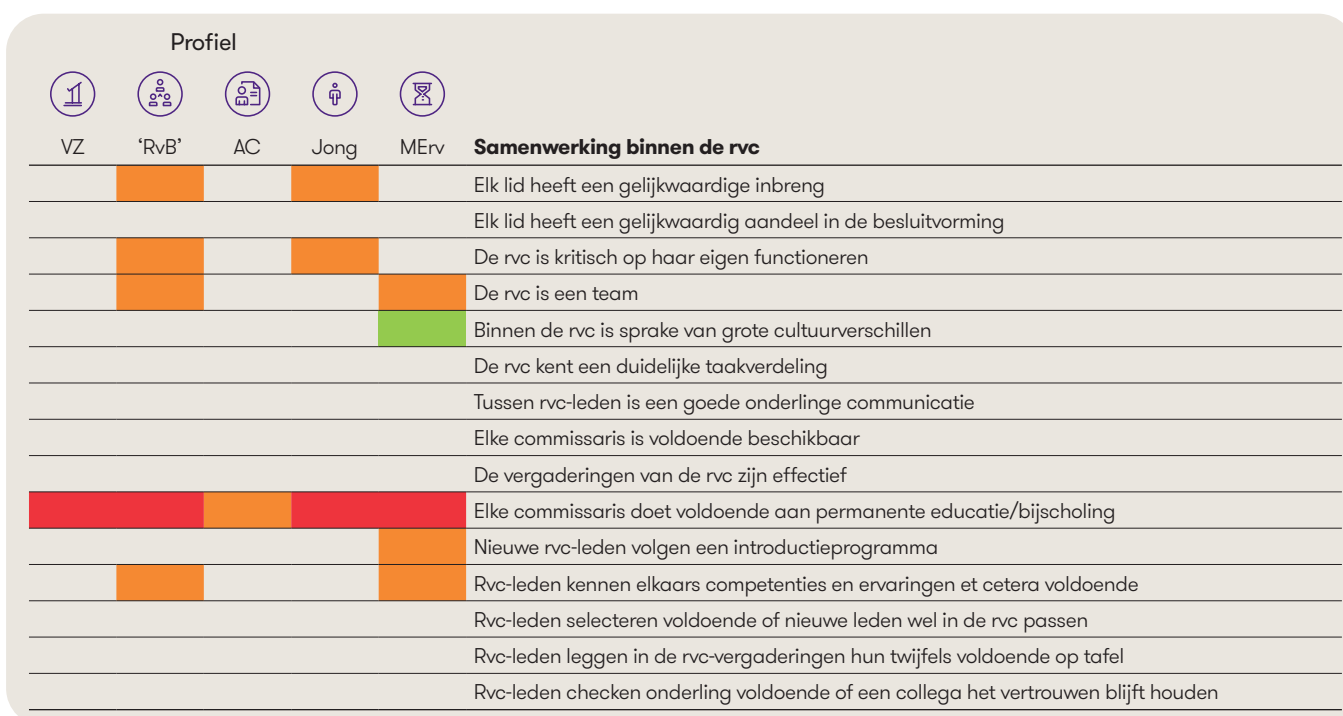 Profiel
VZ 'RvB' AC Jong MErv Samenwerking binnen de rvc
Elk lid heeft een gelijkwaardige inbreng
Elk lid heeft een gelijkwaardig aandeel in de besluitvorming
De rvc is kritisch op haar eigen functioneren
De rvc is een team
Binnen de rvc is sprake van grote cultuurverschillen
De rvc kent een duidelijke taakverdeling
Tussen rvc-leden is een goede onderlinge communicatie
Elke commissaris is voldoende beschikbaar
De vergaderingen van de rvc zijn effectief
Elke commissaris doet voldoende aan permanente educatie/bijscholing
Nieuwe rvc-leden volgen een introductieprogramma
Rvc-leden kennen elkaars competenties en ervaringen et cetera voldoende
Rvc-leden selecteren voldoende of nieuwe leden wel in de rvc passen
Rvc-leden leggen in de rvc-vergaderingen hun twijfels voldoende op tafel
Rvc-leden checken onderling voldoende of een collega het vertrouwen blijft houden